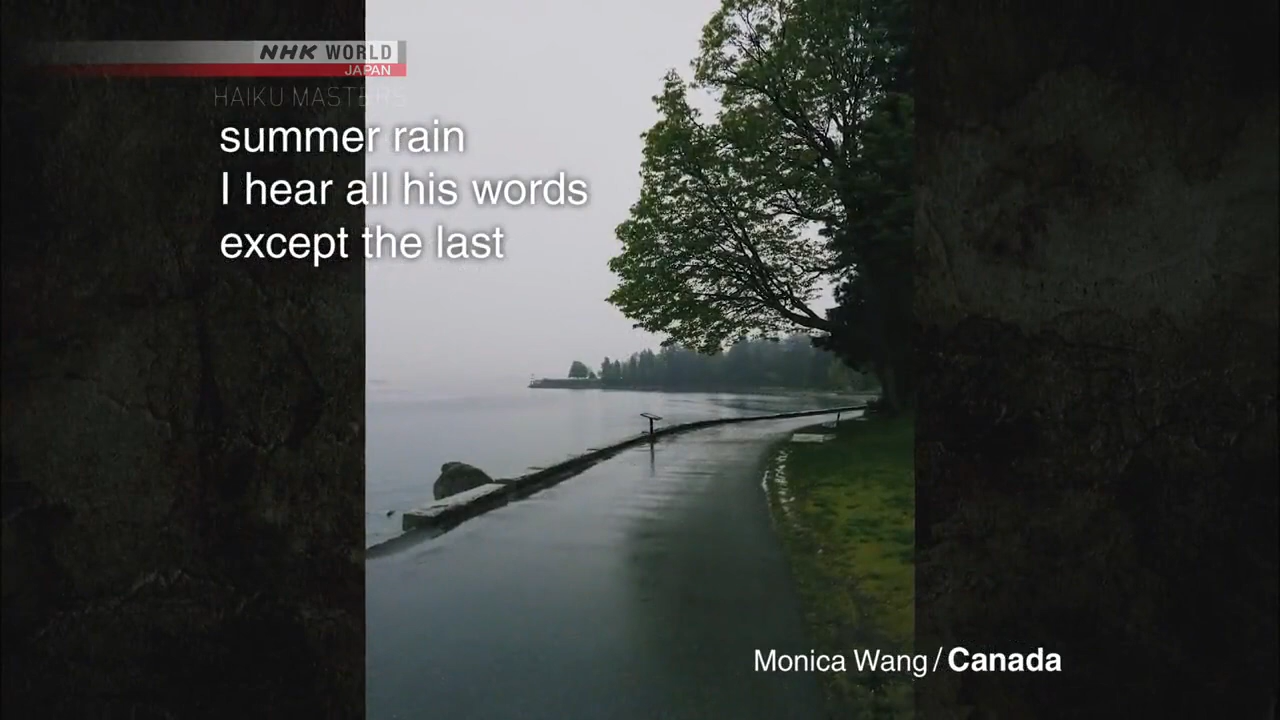 NHK WORLD
JAPAN
HAIKU MASTERS
summer rain
I hear all his words
except the last
Monica Wang / Canada